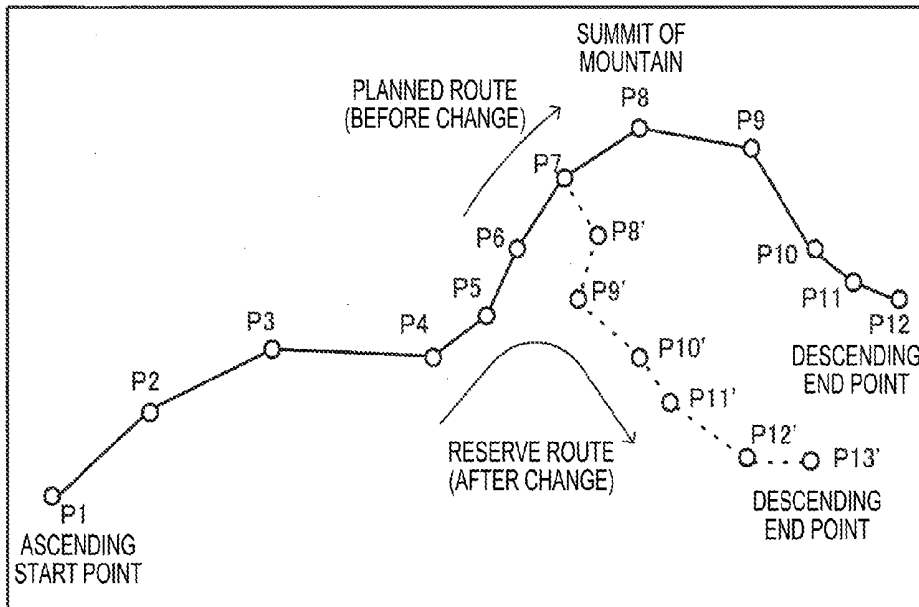 SUMMIT OF
MOUNTAIN
PLANNED ROUTE
(BEFORE CHANGE)
P8
P9
P7
P6
P8'
P10
P5
P9'
P11
P12
P3
P4
P10'
DESCENDING
END POINT
P2
P11'
RESERVE ROUTE
(AFTER CHANGE)
P12'
P13'
DESCENDING
END POINT
P1
ASCENDING
START POINT